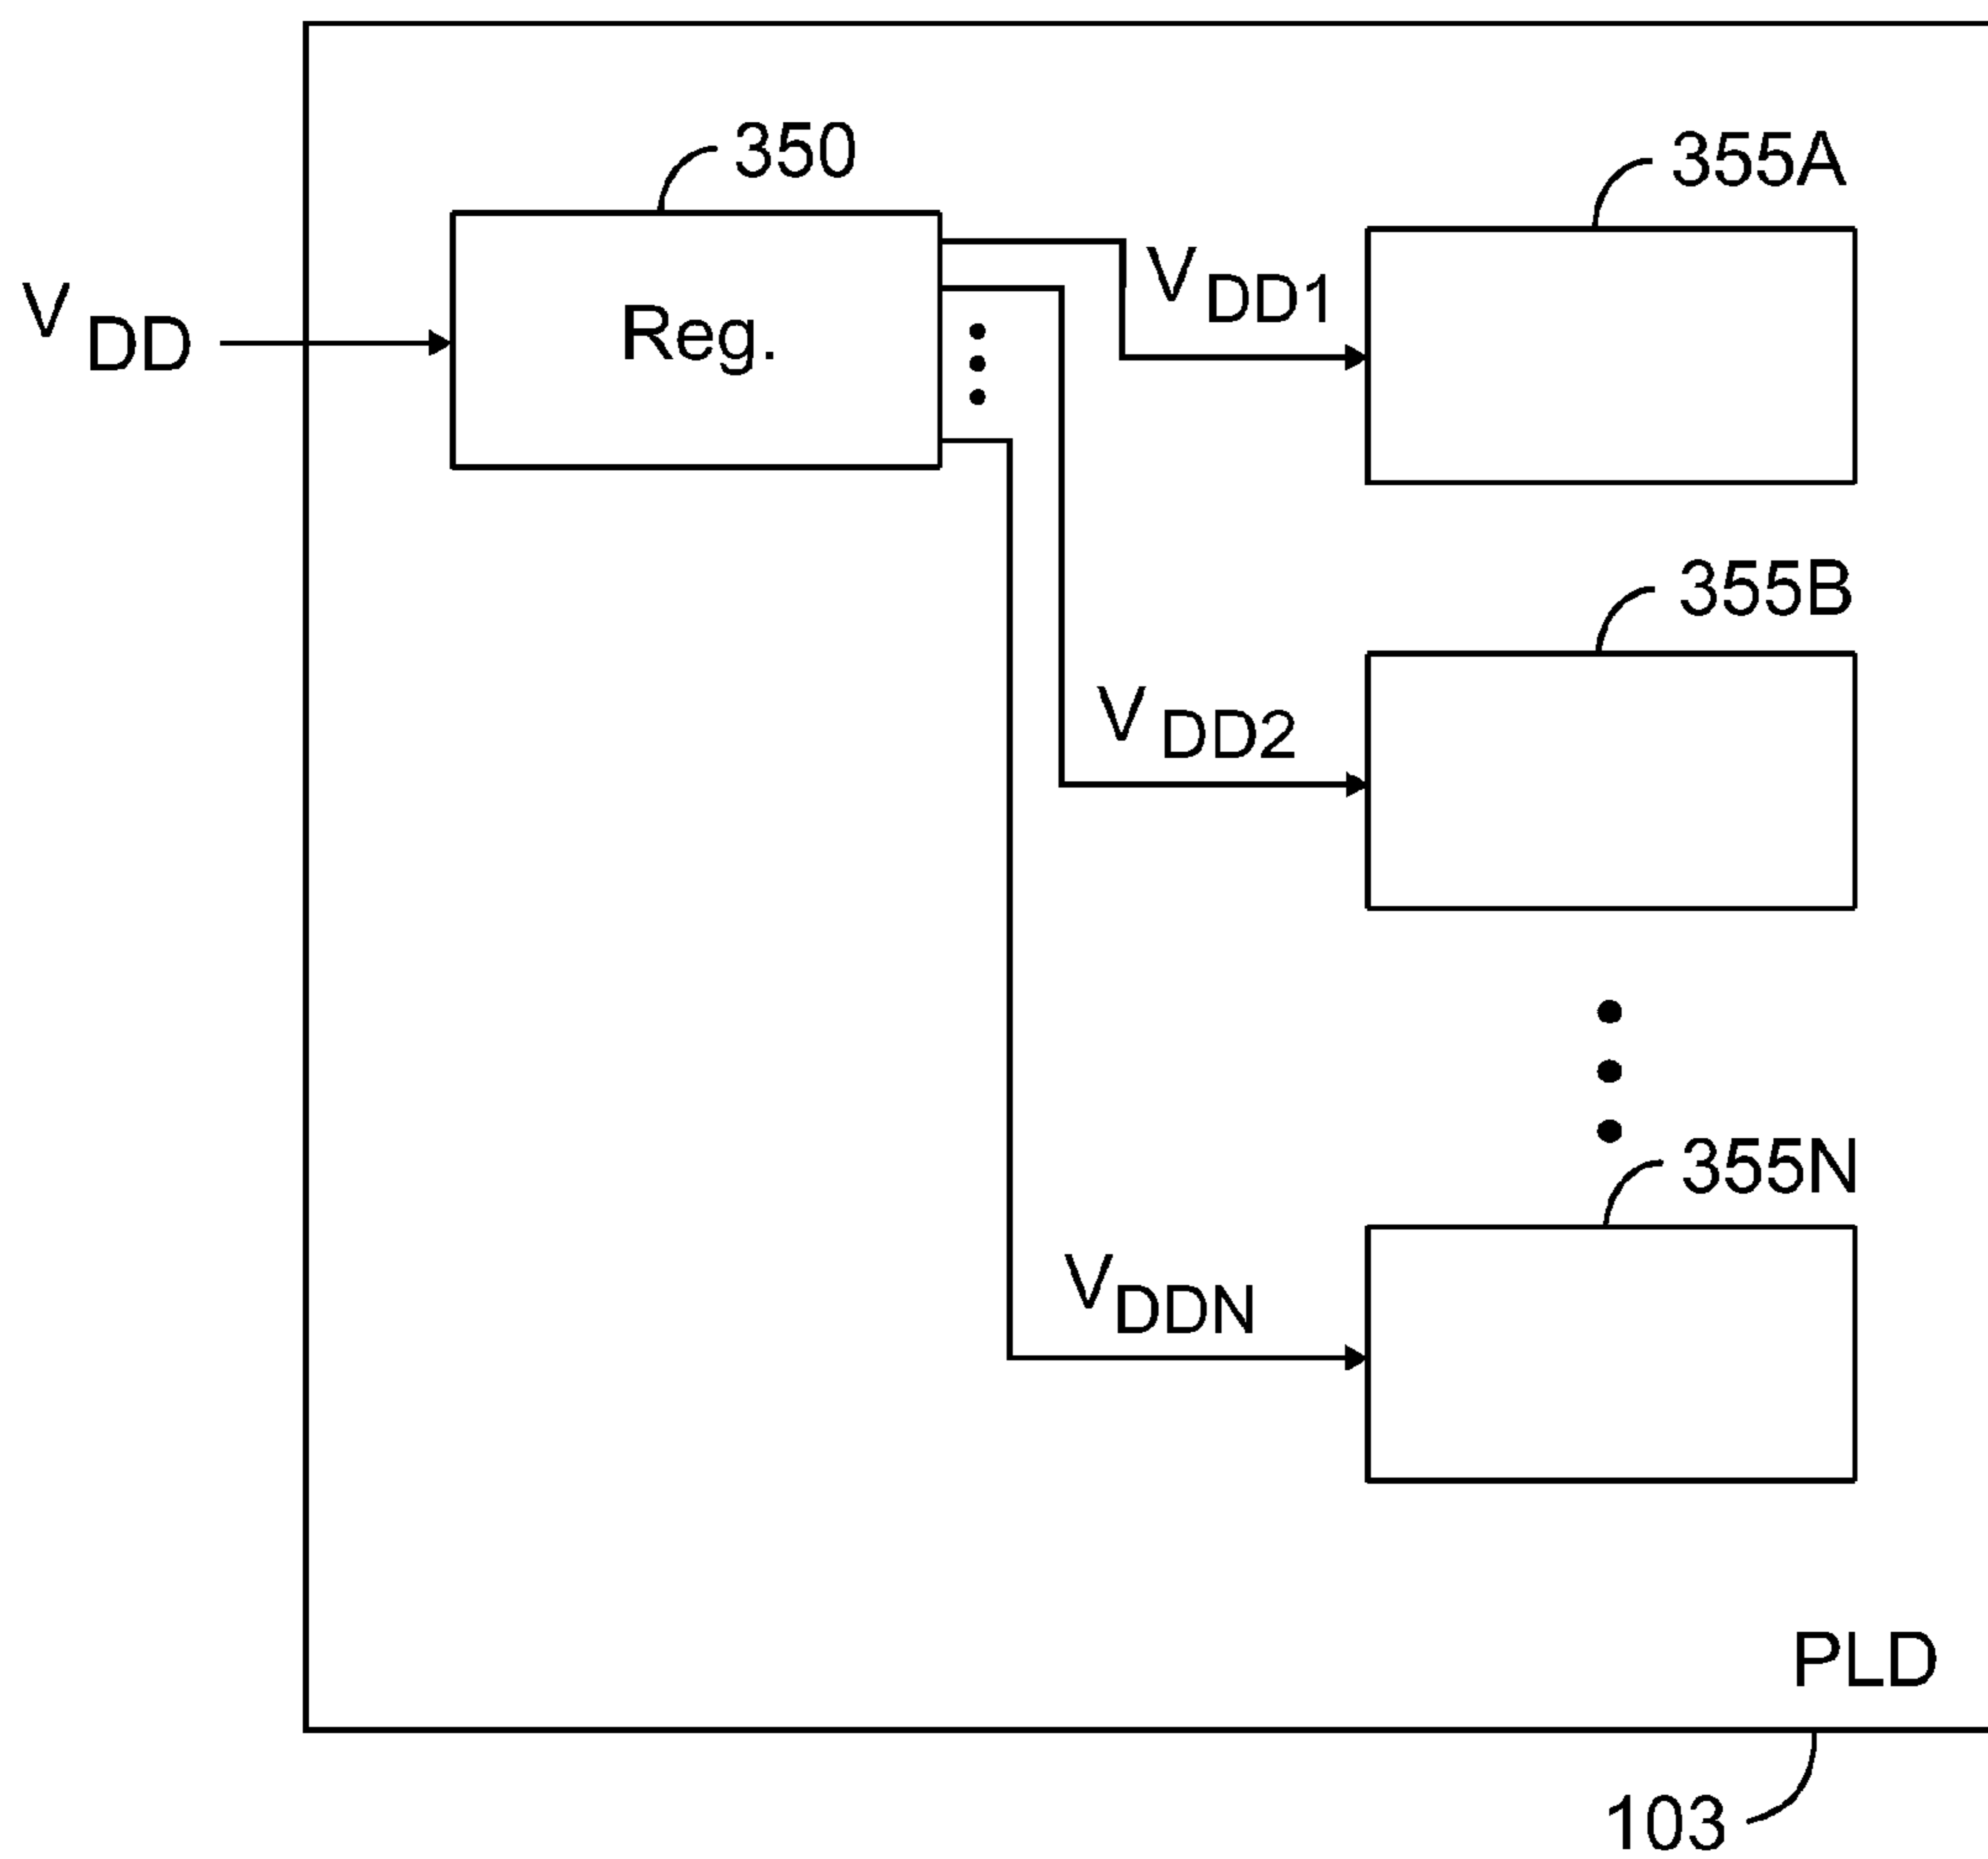 350
355A
V DD
Reg.
V DD1
355B
V DD2
355N
V DDN
PLD
103